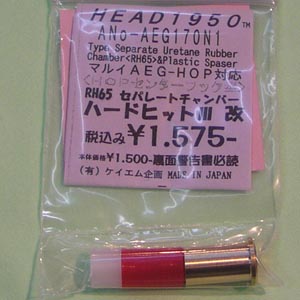 HEAD1950™
ANo-AEG170N1
Type Separate Uretane Rubber
Chamber<RH65>&Plastic Spaser
マルイAEG-HOP対応
RH65 セパレートチャンバー
ハードヒットⅢ 改
税込み¥1.575-
本体価格¥1.500-裏面警告書必読
(有)ケイエム企画 MADE IN JAPAN